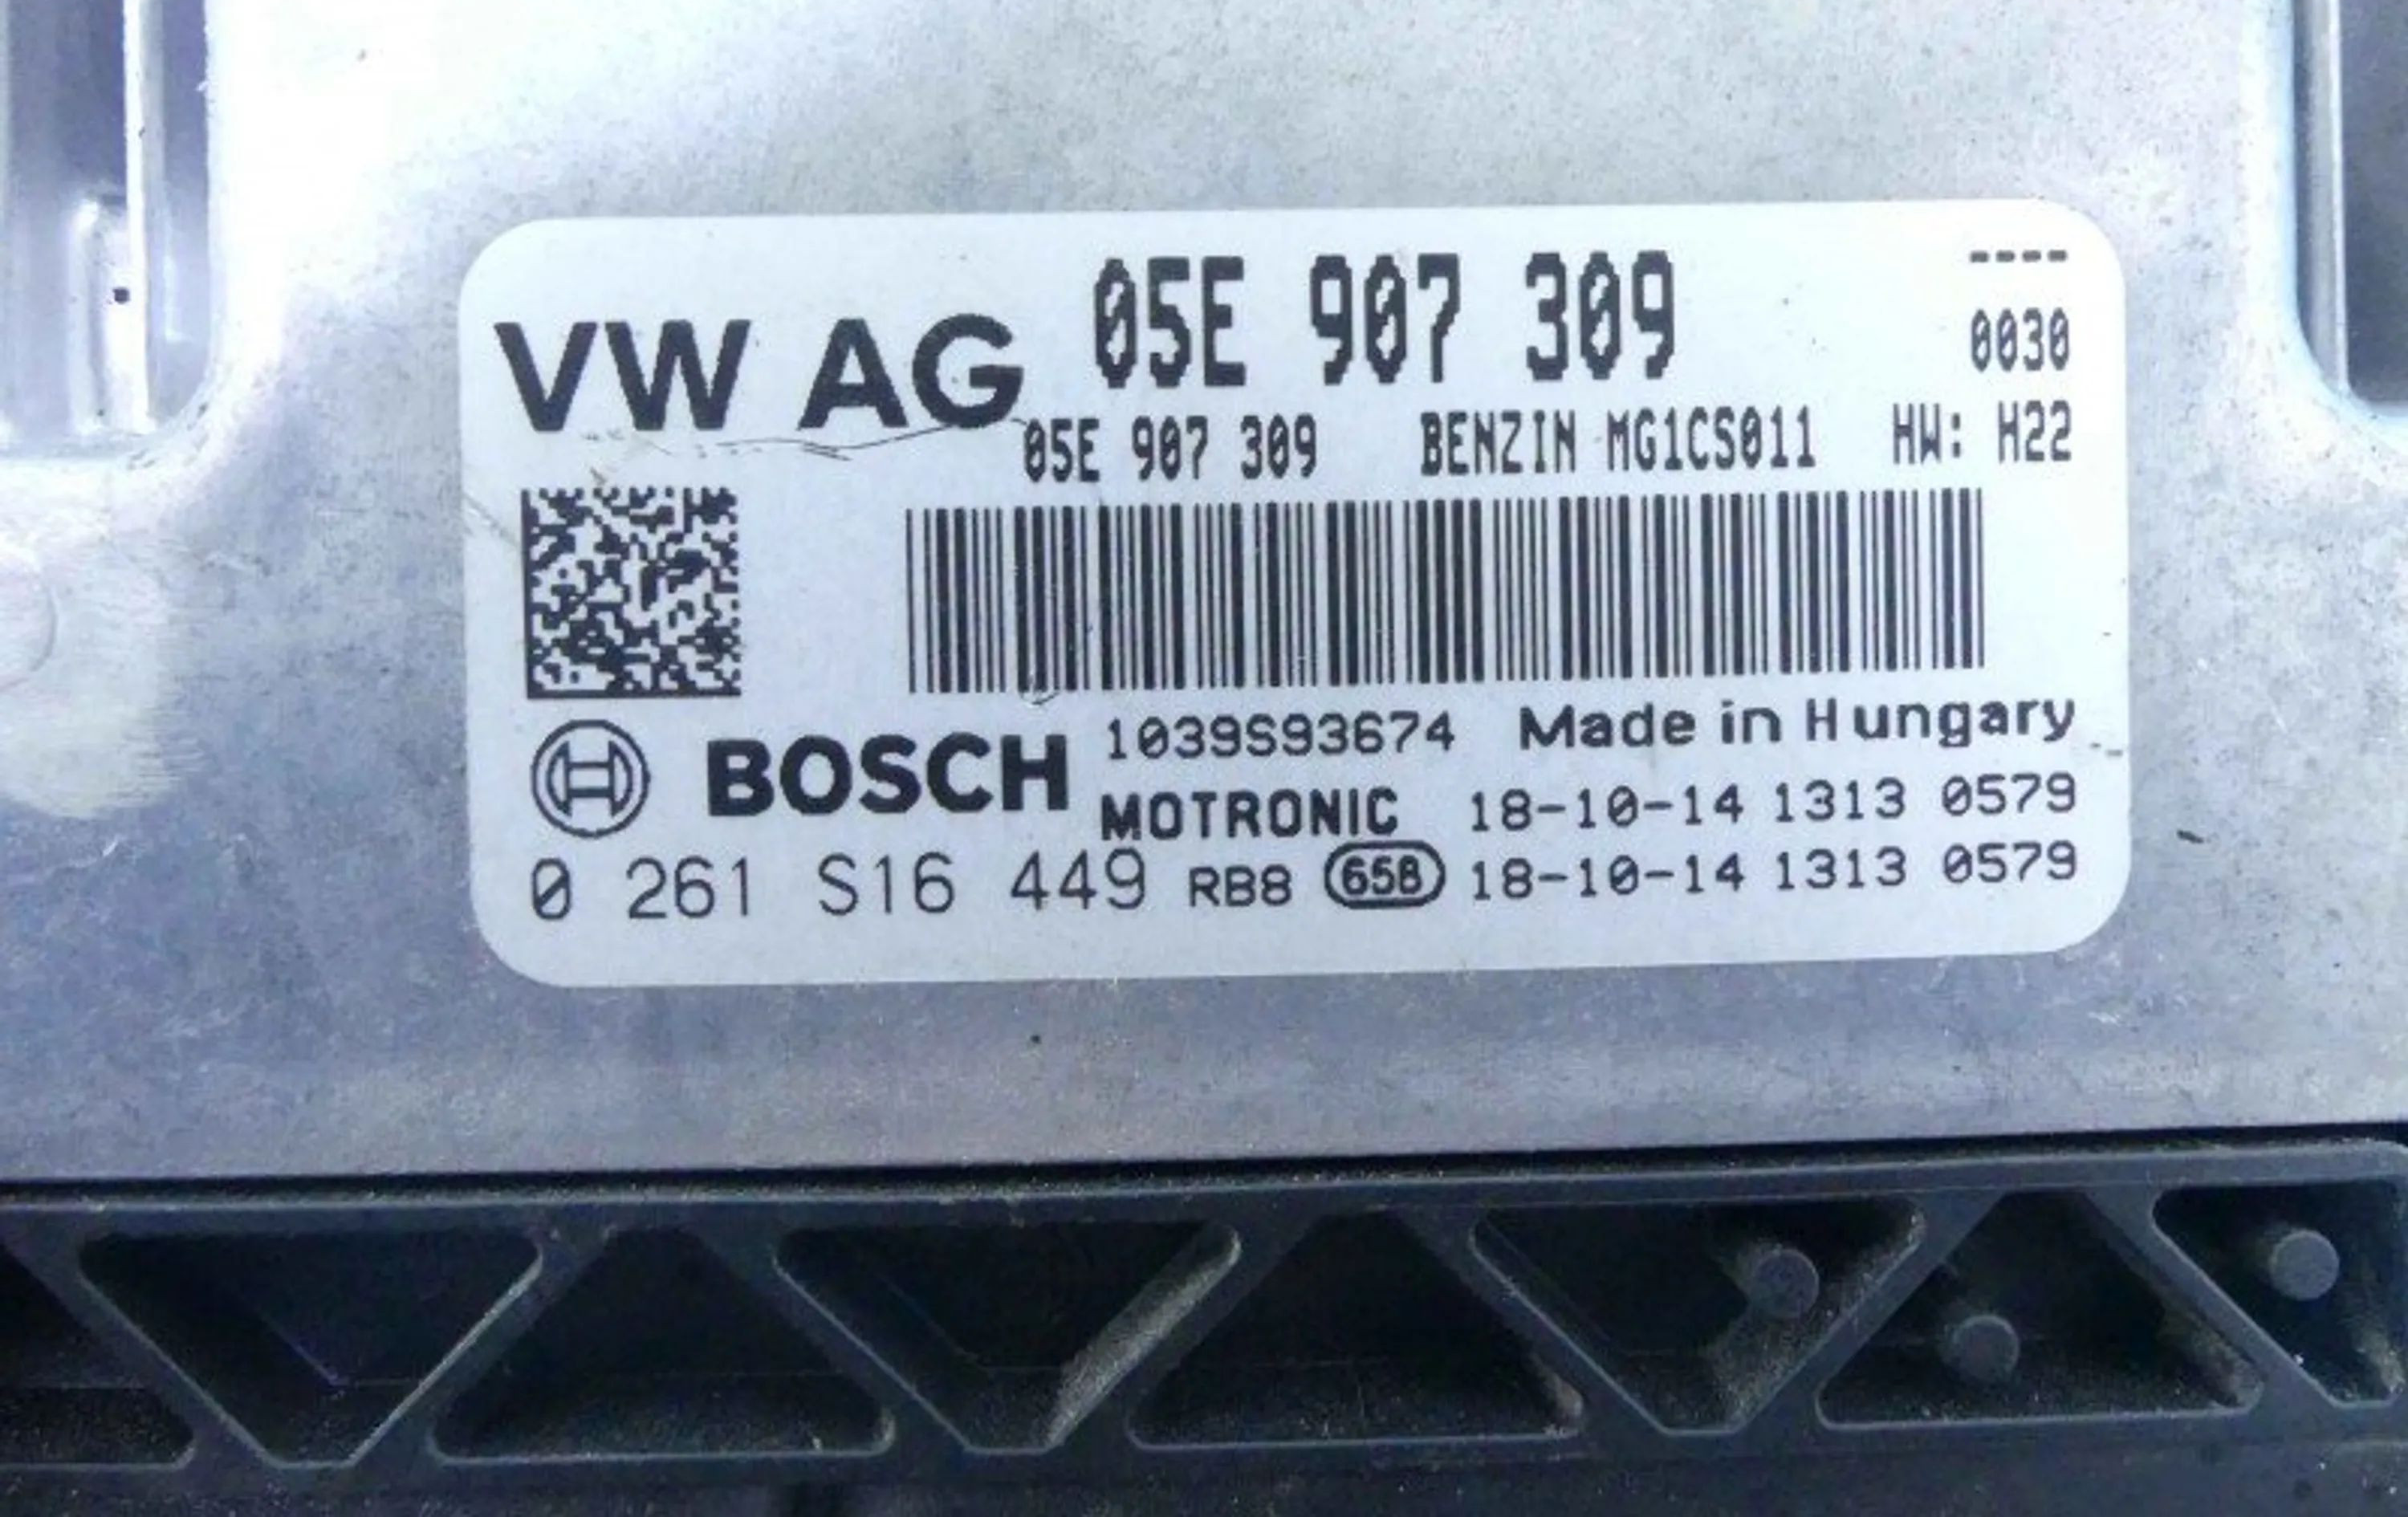 VW AG 05E 907 309 ----
0030
05E 907 309 BENZIN MG1CS011 HW: H22
BOSCH 1039S93674 Made in Hungary
MOTRONIC 18-10-14 1313 0579
0 261 S16 449 RB8 658 18-10-14 1313 0579